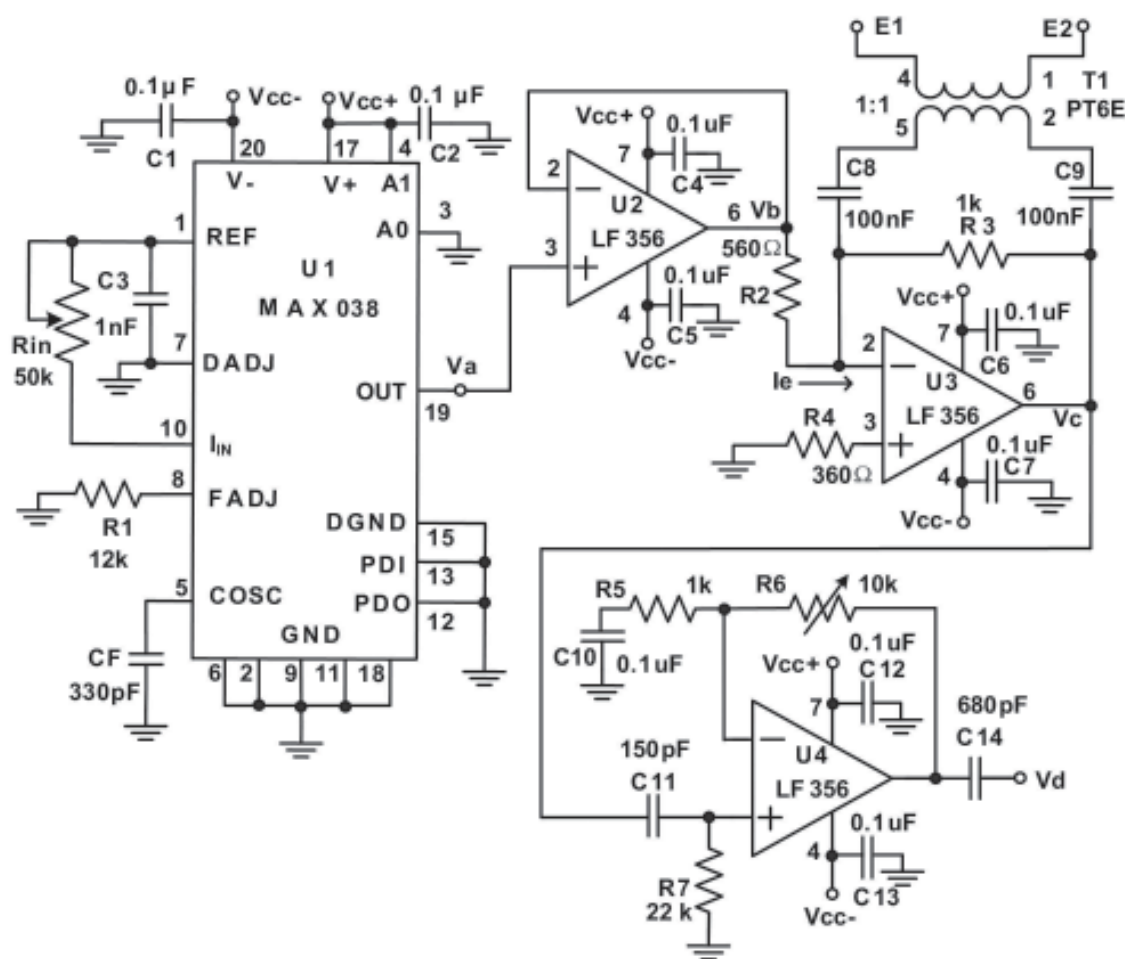 E1
E2
4
1
T1
1:1
PT6E
5
2
0.1µF
Vcc-
Vcc+
0.1 µF
C1
20
17
4
C2
V-
V+
A1
1
REF
A0
3
U1
MAX038
C3
1nF
Rin
50k
7
DADJ
OUT
19
Va
10
IIN
8
FADJ
R1
12k
DGND
15
PDI
13
5
COSC
PDO
12
GND
CF
330pF
6
2
9
11
18
Vcc+
0.1uF
7
C4
2
U2
6
Vb
LF 356
3
0.1uF
4
C5
Vcc-
560Ω
R2
Ie
C8
100nF
C9
100nF
1k
R3
Vcc+
0.1uF
7
C6
2
U3
6
LF 356
Vc
R4
3
360Ω
0.1uF
4
C7
Vcc-
R5
1k
R6
10k
C10
0.1uF
Vcc+
0.1uF
C12
7
680pF
C14
U4
LF 356
Vd
150pF
C11
0.1uF
4
C13
Vcc-
R7
22 k